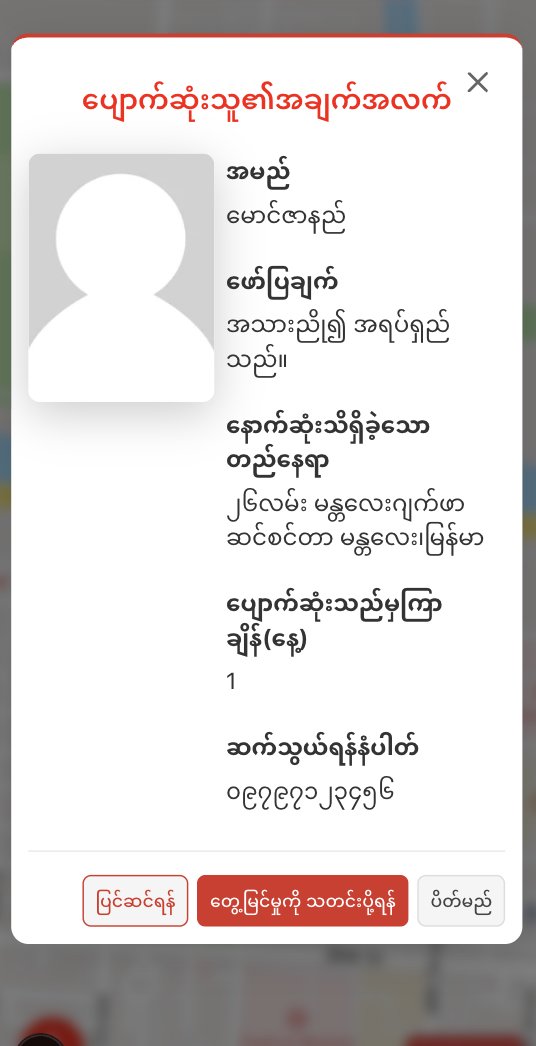 ပျောက်ဆုံးသူ၏အချက်အလက်
အမည်
မောင်ဇာနည်
ဖော်ပြချက်
အသားညို၍ အရပ်ရှည်
သည်။
နောက်ဆုံးသိရှိခဲ့သော
တည်နေရာ
၂၆လမ်း မန္တလေးဂျက်ဖာ
ဆင်စင်တာ မန္တလေး၊မြန်မာ
ပျောက်ဆုံးသည်မှကြာ
ချိန်(နေ့)
1
ဆက်သွယ်ရန်နံပါတ်
၀၉၇၉၇၁၂၃၄၅၆
ပြင်ဆင်ရန်
တွေ့မြင်မှုကို သတင်းပို့ရန်
ပိတ်မည်